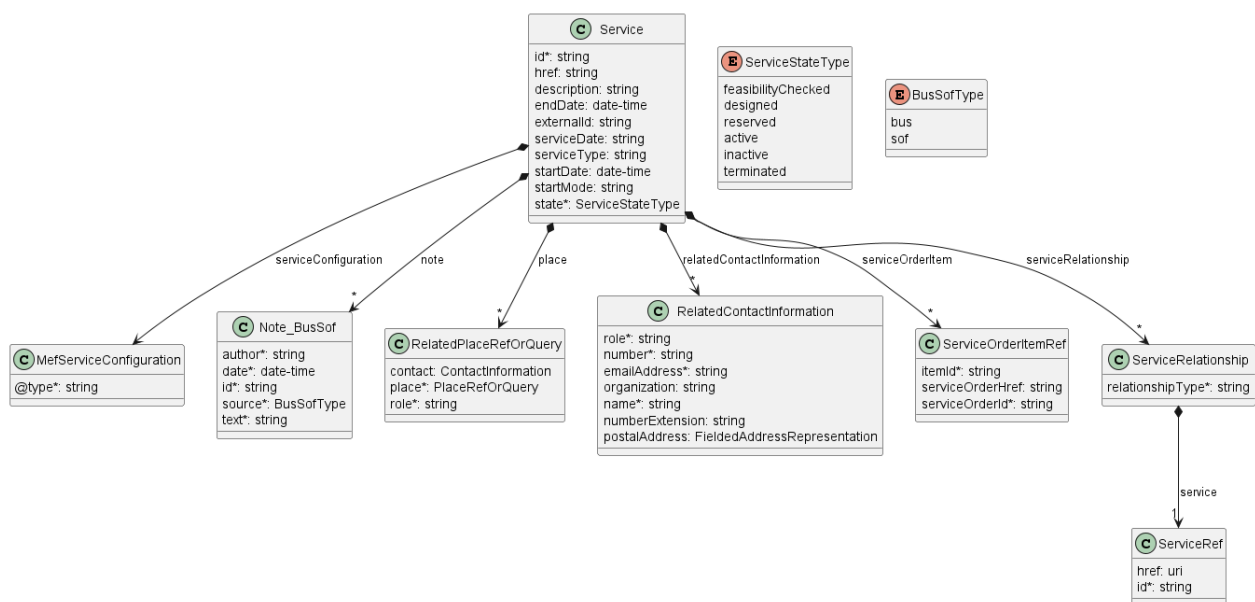 C Service
id*: string
href: string
description: string
endDate: date-time
externalId: string
serviceDate: string
serviceType: string
startDate: date-time
startMode: string
state*: ServiceStateType
E ServiceStateType
feasibilityChecked
designed
reserved
active
inactive
terminated
E BusSofType
bus
sof
serviceConfiguration
note
place
relatedContactInformation
serviceOrderItem
serviceRelationship
*
*
*
*
*
C MefServiceConfiguration
@type*: string
C Note_BusSof
author*: string
date*: date-time
id*: string
source*: BusSofType
text*: string
C RelatedPlaceRefOrQuery
contact: ContactInformation
place*: PlaceRefOrQuery
role*: string
C RelatedContactInformation
role*: string
number*: string
emailAddress*: string
organization: string
name*: string
numberExtension: string
postalAddress: FieldedAddressRepresentation
C ServiceOrderItemRef
itemId*: string
serviceOrderHref: string
serviceOrderId*: string
C ServiceRelationship
relationshipType*: string
service
1
C ServiceRef
href: uri
id*: string